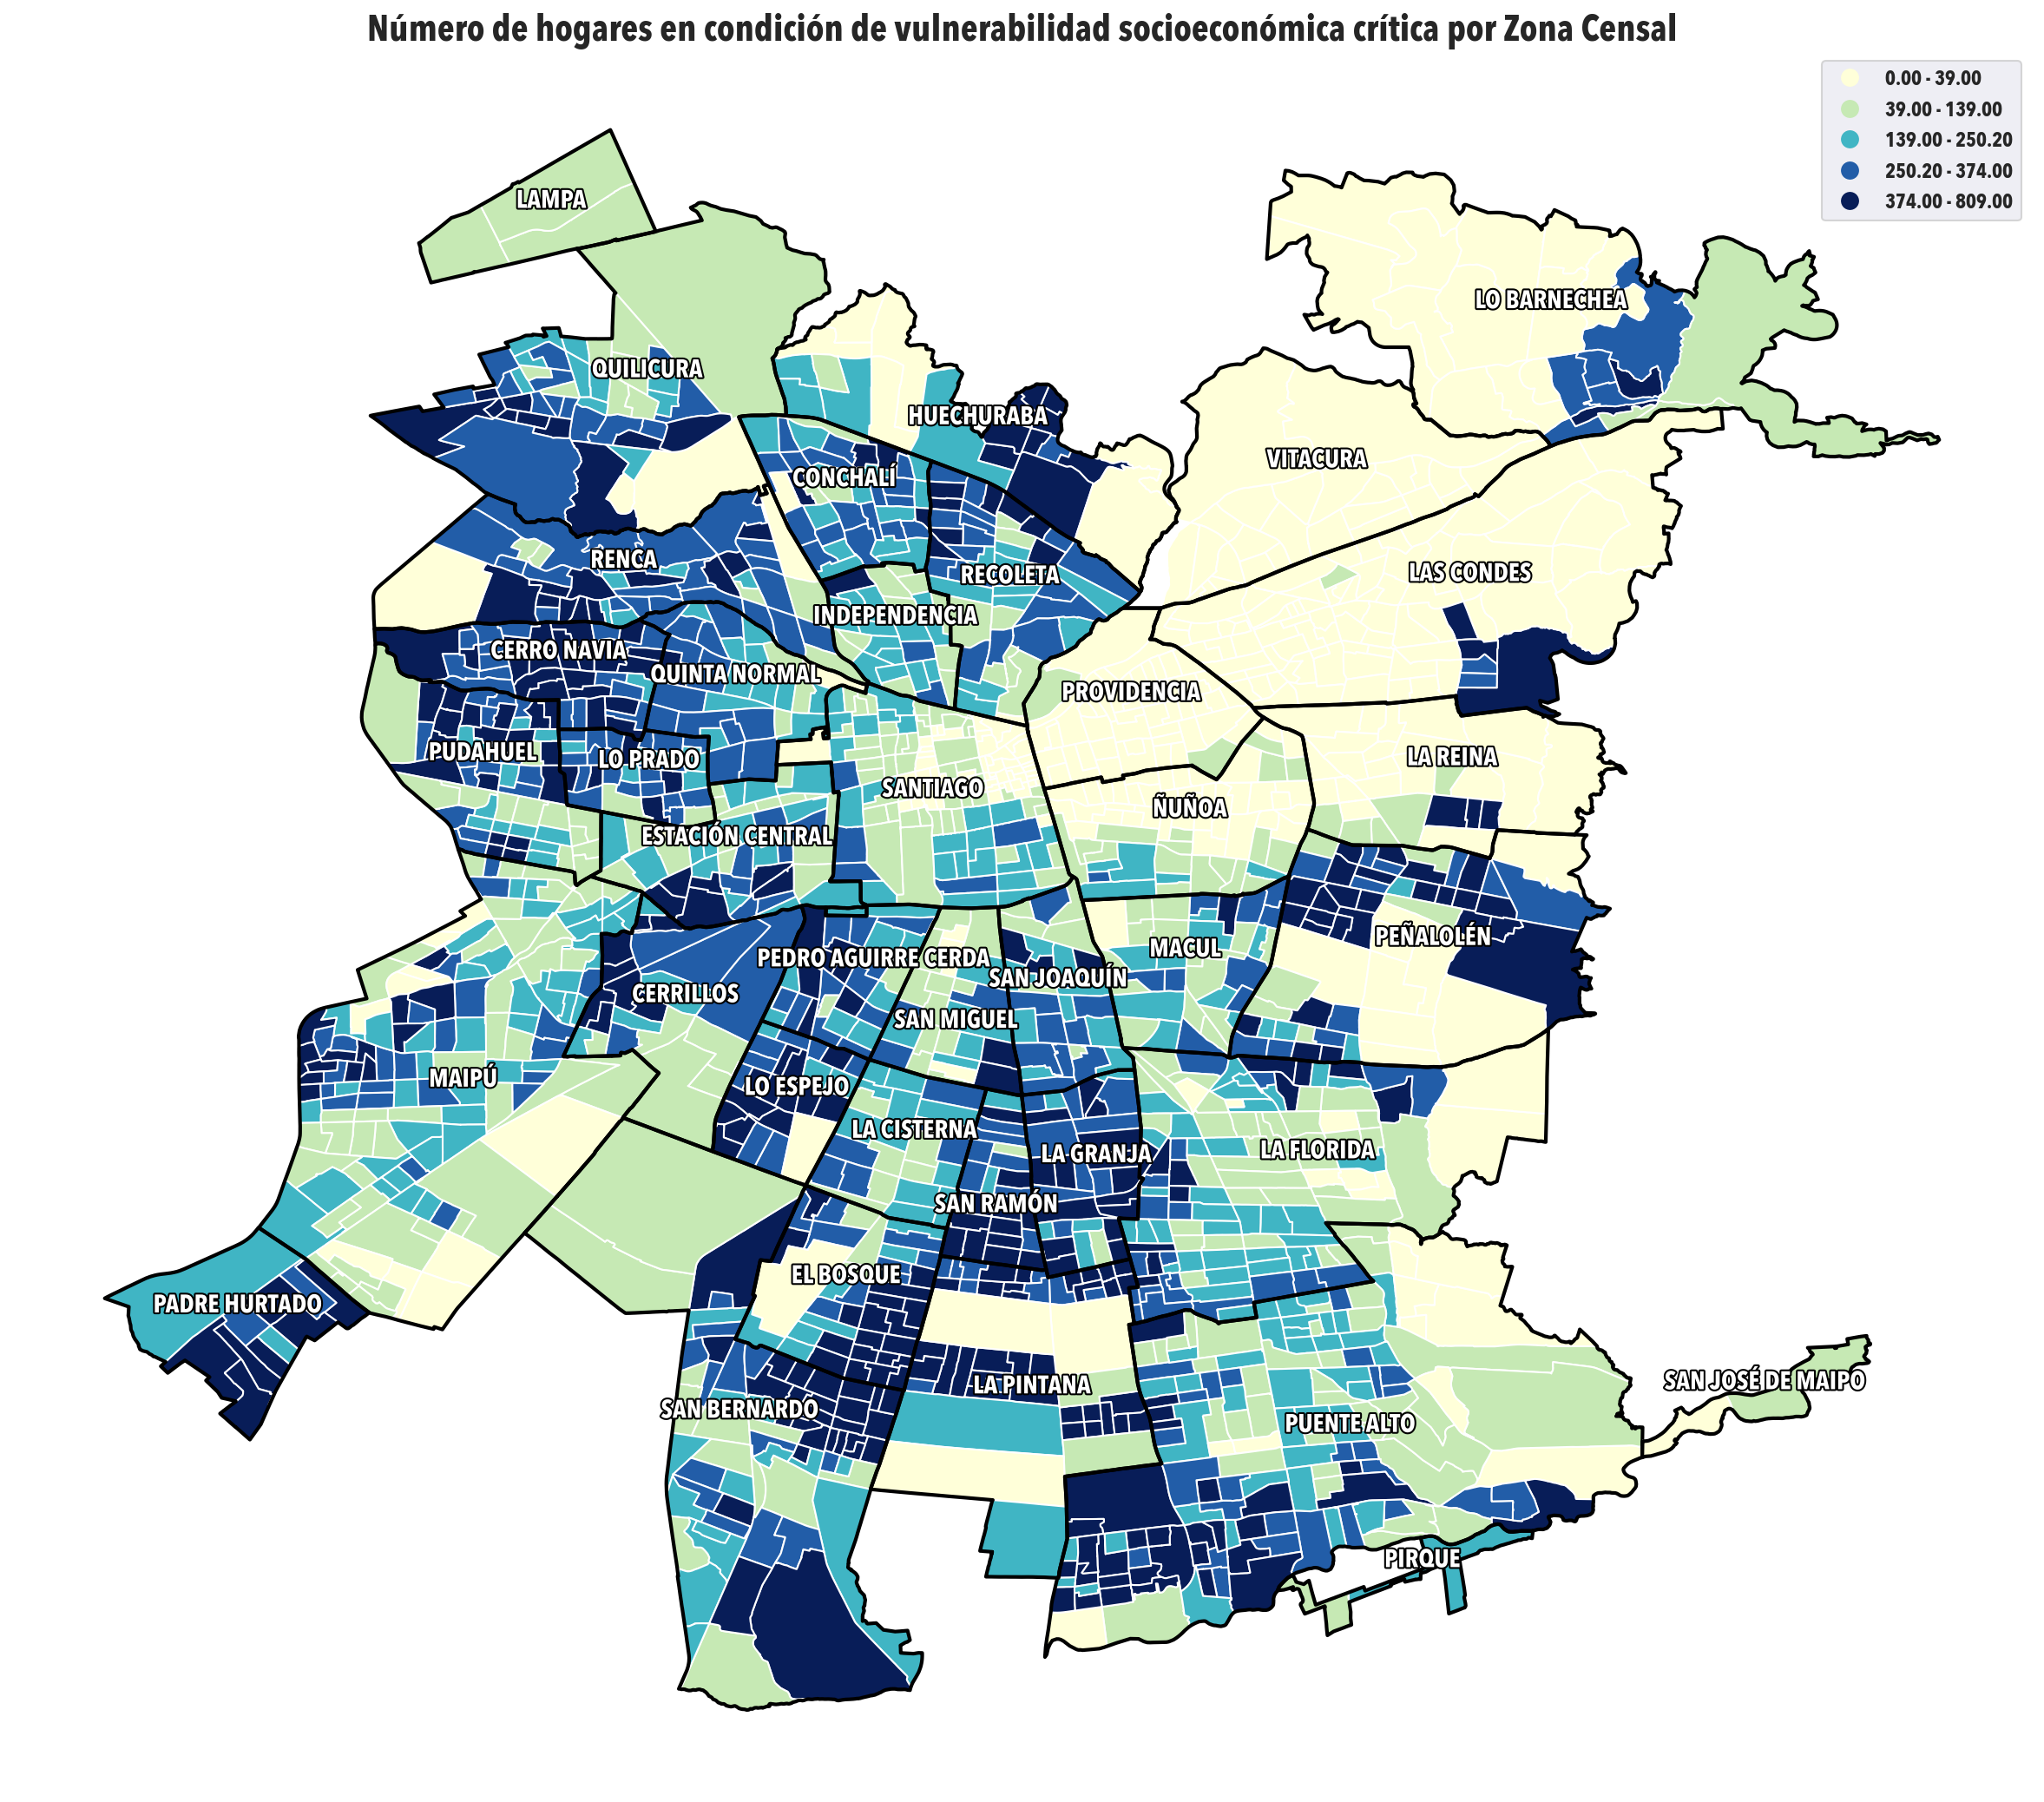 Número de hogares en condición de vulnerabilidad socioeconómica crítica por Zona Censal
0.00 - 39.00
39.00 - 139.00
139.00 - 250.20
250.20 - 374.00
374.00 - 809.00
LAMPA
LO BARNECHEA
QUILICURA
HUECHURABA
VITACURA
CONCHALÍ
RENCA
LAS CONDES
RECOLETA
INDEPENDENCIA
CERRO NAVIA
QUINTA NORMAL
PROVIDENCIA
PUDAHUEL
LO PRADO
LA REINA
SANTIAGO
ÑUÑOA
ESTACIÓN CENTRAL
PEÑALOLÉN
MACUL
PEDRO AGUIRRE CERDA
SAN JOAQUÍN
CERRILLOS
SAN MIGUEL
MAIPÚ
LO ESPEJO
LA CISTERNA
LA FLORIDA
LA GRANJA
SAN RAMÓN
EL BOSQUE
PADRE HURTADO
SAN JOSÉ DE MAIPO
LA PINTANA
SAN BERNARDO
PUENTE ALTO
PIRQUE